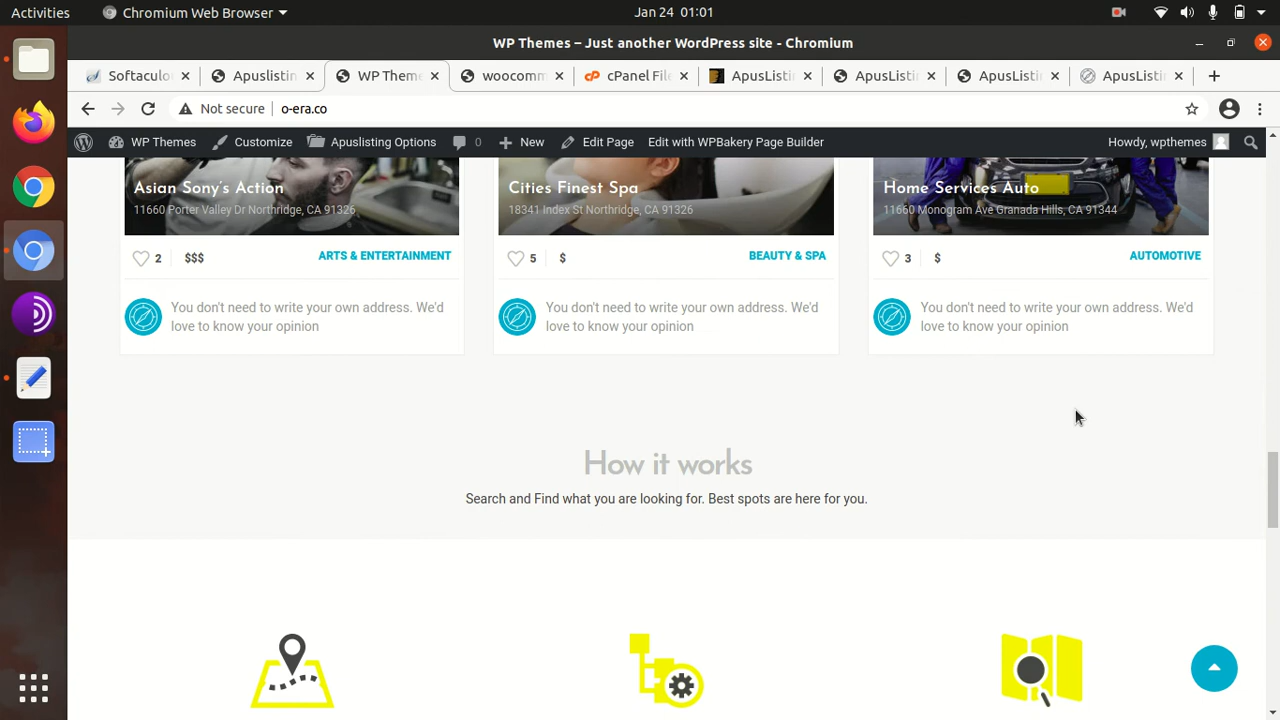 Activities Chromium Web Browser Jan 24 01:01
WP Themes – Just another WordPress site - Chromium
Softaculo Apuslistin WP Theme woocomm cPanel File ApusListin ApusListin ApusListin ApusListin
Not secure o-era.co
WP Themes Customize Apuslisting Options 0 New Edit Page Edit with WPBakery Page Builder Howdy, wpthemes
Asian Sony's Action Cities Finest Spa Home Services Auto
11660 Porter Valley Dr Northridge, CA 91326 18341 Index St Northridge, CA 91326 11660 Monogram Ave Granada Hills, CA 91344
2 $$$ ARTS & ENTERTAINMENT 5 $ BEAUTY & SPA 3 $ AUTOMOTIVE
You don't need to write your own address. We'd You don't need to write your own address. We'd You don't need to write your own address. We'd
love to know your opinion love to know your opinion love to know your opinion
How it works
Search and Find what you are looking for. Best spots are here for you.